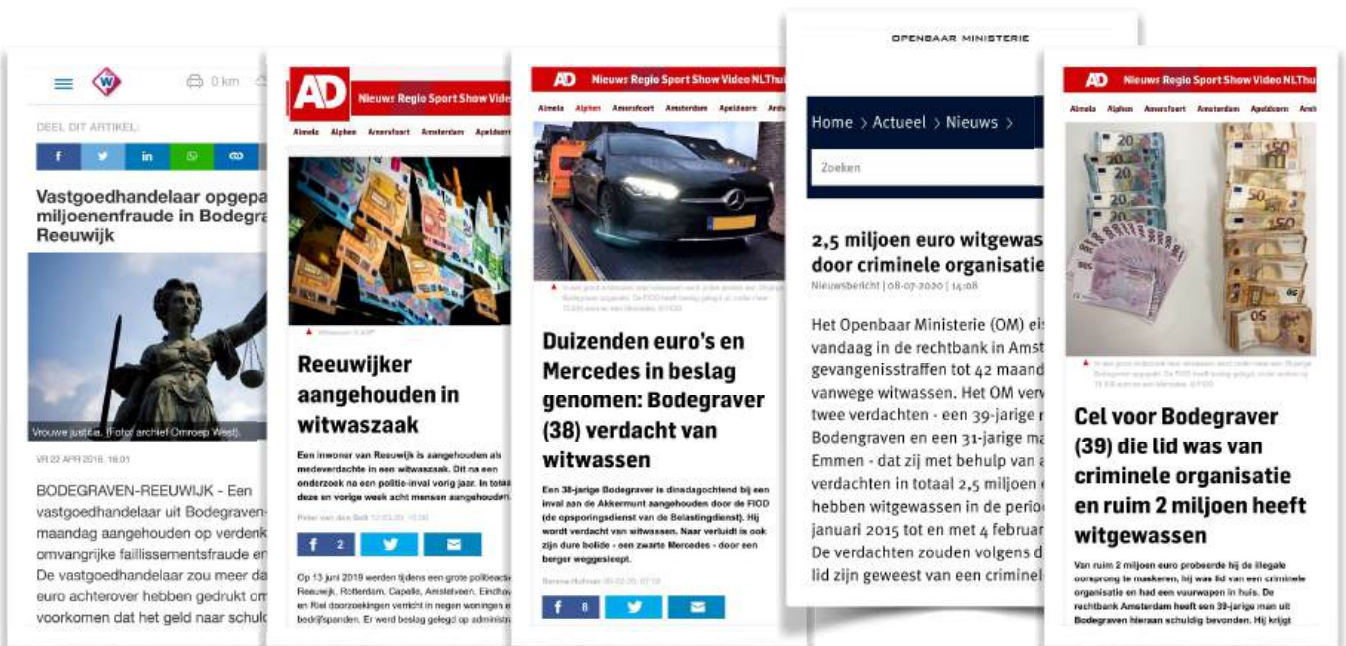 W
0 km
DEEL DIT ARTIKEL:
f
in
Vastgoedhandelaar opgepa
miljoenenfraude in Bodegra
Reeuwijk
Vrouwe justitia. (Foto: archief Omroep West).
VR 22 APR 2016, 16:01
BODEGRAVEN-REEUWIJK - Een
vastgoedhandelaar uit Bodegraven-
maandag aangehouden op verdenk
omvangrijke faillissementsfraude en
De vastgoedhandelaar zou meer da
euro achterover hebben gedrukt om
voorkomen dat het geld naar schuld
AD
Nieuws Regio Sport Show Vide
Almelo Alphen Amersfoort Amsterdam Apeldoorn
Reeuwijker
aangehouden in
witwaszaak
Een inwoner van Reeuwijk is aangehouden als
medeverdachte in een witwaszaak. Dit na een
onderzoek na een politie-inval vorig jaar. In totaa
deze en vorige week acht mensen aangehouden.
f 2
Op 13 juni 2019 werden tijdens een grote politieactie
Reeuwijk, Rotterdam, Capelle, Amstelveen, Eindhov
en Riel doorzoekingen verricht in negen woningen e
bedrijfspanden. Er werd beslag gelegd op administra
AD Nieuws Regio Sport Show Video NLThui
Almelo Alphen Amersfoort Amsterdam Apeldoorn
Duizenden euro's en
Mercedes in beslag
genomen: Bodegraver
(38) verdacht van
witwassen
Een 38-jarige Bodegraver is dinsdagochtend bij een
inval aan de Akkermunt aangehouden door de FIOD
(de opsporingsdienst van de Belastingdienst). Hij
wordt verdacht van witwassen. Naar verluidt is ook
zijn dure bolide - een zwarte Mercedes - door een
berger weggesleept.
f 8
OPENBAAR MINISTERIE
Home > Actueel > Nieuws >
Zoeken
2,5 miljoen euro witgewas
door criminele organisatie
Nieuwsbericht | 08-07-2020 | 14:08
Het Openbaar Ministerie (OM) eis
vandaag in de rechtbank in Amst
gevangenisstraffen tot 42 maand
vanwege witwassen. Het OM verw
twee verdachten - een 39-jarige m
Bodengraven en een 31-jarige ma
Emmen - dat zij met behulp van a
verdachten in totaal 2,5 miljoen e
hebben witgewassen in de perio
januari 2015 tot en met 4 februar
De verdachten zouden volgens d
lid zijn geweest van een criminel
AD Nieuws Regio Sport Show Video NLThu
Almelo Alphen Amersfoort Amsterdam Apeldoorn
Cel voor Bodegraver
(39) die lid was van
criminele organisatie
en ruim 2 miljoen heeft
witgewassen
Van ruim 2 miljoen euro probeerde hij de illegale
oorsprong te maskeren, hij was lid van een criminele
organisatie en had een vuurwapen in huis. De
rechtbank Amsterdam heeft een 39-jarige man uit
Bodegraven hieraan schuldig bevonden. Hij krijgt